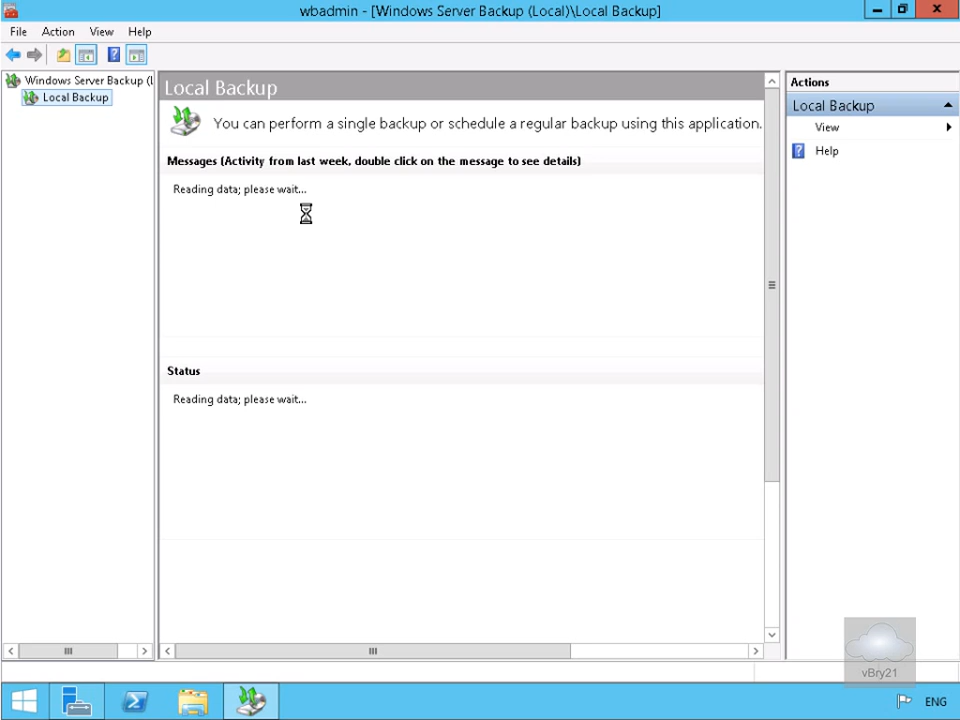 wbadmin - [Windows Server Backup (Local)\Local Backup]
File Action View Help
Windows Server Backup (L
Local Backup
Local Backup
You can perform a single backup or schedule a regular backup using this application.
Messages (Activity from last week, double click on the message to see details)
Reading data; please wait...
Status
Reading data; please wait...
Actions
Local Backup
View
Help
vBry21
ENG